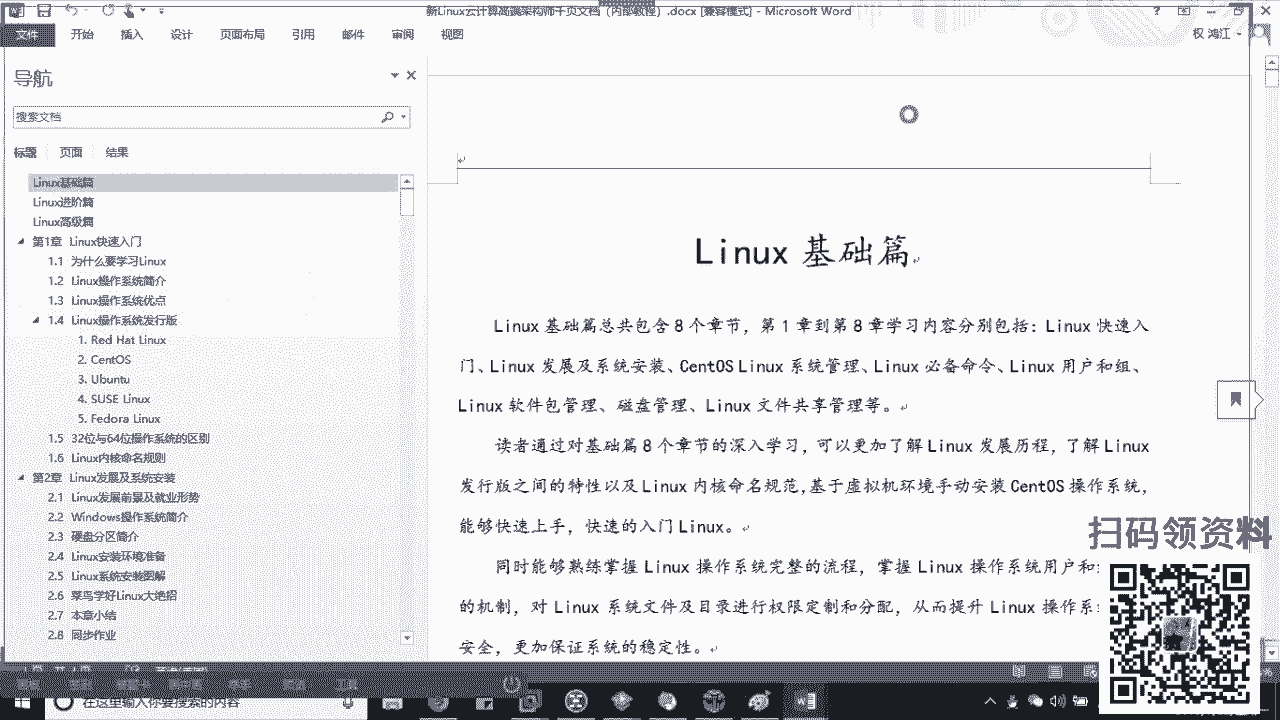 新Linux云计算高端架构师千页文档（内部教程）.docx [兼容模式] - Microsoft Word
文件 开始 插入 设计 页面布局 引用 邮件 审阅 视图
权 鸿江
导航
搜索文档
标题 页面 结果
Linux基础篇
Linux进阶篇
Linux高级篇
第1章 Linux快速入门
1.1 为什么要学习Linux
1.2 Linux操作系统简介
1.3 Linux操作系统优点
1.4 Linux操作系统发行版
1. Red Hat Linux
2. CentOS
3. Ubuntu
4. SUSE Linux
5. Fedora Linux
1.5 32位与64位操作系统的区别
1.6 Linux内核命名规则
第2章 Linux发展及系统安装
2.1 Linux发展前景及就业形势
2.2 Windows操作系统简介
2.3 硬盘分区简介
2.4 Linux安装环境准备
2.5 Linux系统安装图解
2.6 菜鸟学好Linux大绝招
2.7 本章小结
2.8 同步作业
Linux 基础篇
Linux 基础篇总共包含 8 个章节，第 1 章到第 8 章学习内容分别包括：Linux 快速入
门、Linux 发展及系统安装、CentOS Linux 系统管理、Linux 必备命令、Linux 用户和组、
Linux 软件包管理、磁盘管理、Linux 文件共享管理等。
读者通过对基础篇 8 个章节的深入学习，可以更加了解 Linux 发展历程，了解 Linux
发行版之间的特性以及 Linux 内核命名规范,基于虚拟机环境手动安装 CentOS 操作系统，
能够快速上手，快速的入门 Linux。
同时能够熟练掌握 Linux 操作系统完整的流程，掌握 Linux 操作系统用户和
的机制，对 Linux 系统文件及目录进行权限定制和分配，从而提升 Linux 操作系
安全，更加保证系统的稳定性。
扫码领资料
在这里输入你要搜索的内容